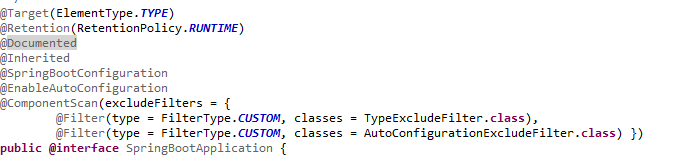 @Target(ElementType.TYPE)
@Retention(RetentionPolicy.RUNTIME)
@Documented
@Inherited
@SpringBootConfiguration
@EnableAutoConfiguration
@ComponentScan(excludeFilters = {
        @Filter(type = FilterType.CUSTOM, classes = TypeExcludeFilter.class),
        @Filter(type = FilterType.CUSTOM, classes = AutoConfigurationExcludeFilter.class) })
public @interface SpringBootApplication {